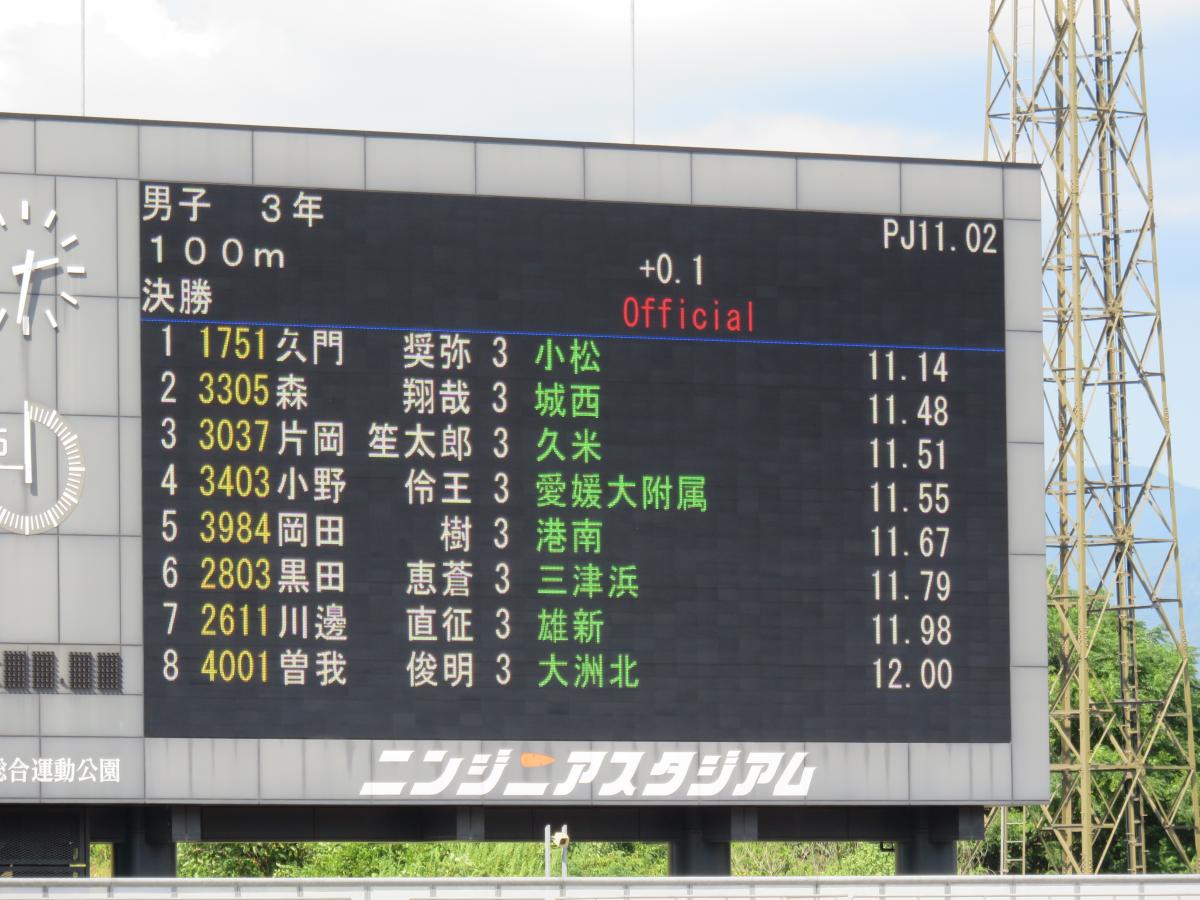 男子 3年
PJ11.02
100m
+0.1
決勝
Official
1 1751 久門 奨弥 3 小松 11.14
2 3305 森 翔哉 3 城西 11.48
3 3037 片岡 笙太郎 3 久米 11.51
4 3403 小野 伶王 3 愛媛大附属 11.55
5 3984 岡田 樹 3 港南 11.67
6 2803 黒田 恵蒼 3 三津浜 11.79
7 2611 川邊 直征 3 雄新 11.98
8 4001 曽我 俊明 3 大洲北 12.00
総合運動公園
ニンジニアスタジアム